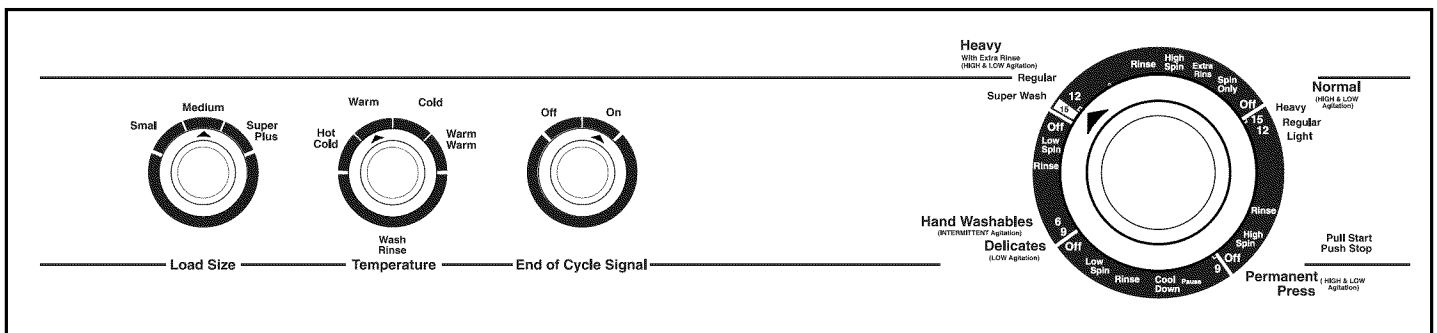 Smal
Medium
Super
Plus
Load Size
Hot
Cold
Warm
Cold
Warm
Warm
Wash
Rinse
Temperature
Off
On
End of Cycle Signal
Heavy
With Extra Rinse
(HIGH & LOW Agitation)
Regular
Super Wash
12
15
Rinse
High
Spin
Extra
Rins
Spin
Only
Off
Normal
(HIGH & LOW
Agitation)
Heavy
Regular
Light
15
12
Rinse
High
Spin
Off
Pull Start
Push Stop
Permanent
Press
( HIGH & LOW
Agitation)
9
Pause
Cool
Down
Rinse
Low
Spin
Off
Hand Washables
(INTERMITTENT Agitation)
Delicates
(LOW Agitation)
6
9
Rinse
Low
Spin
Off